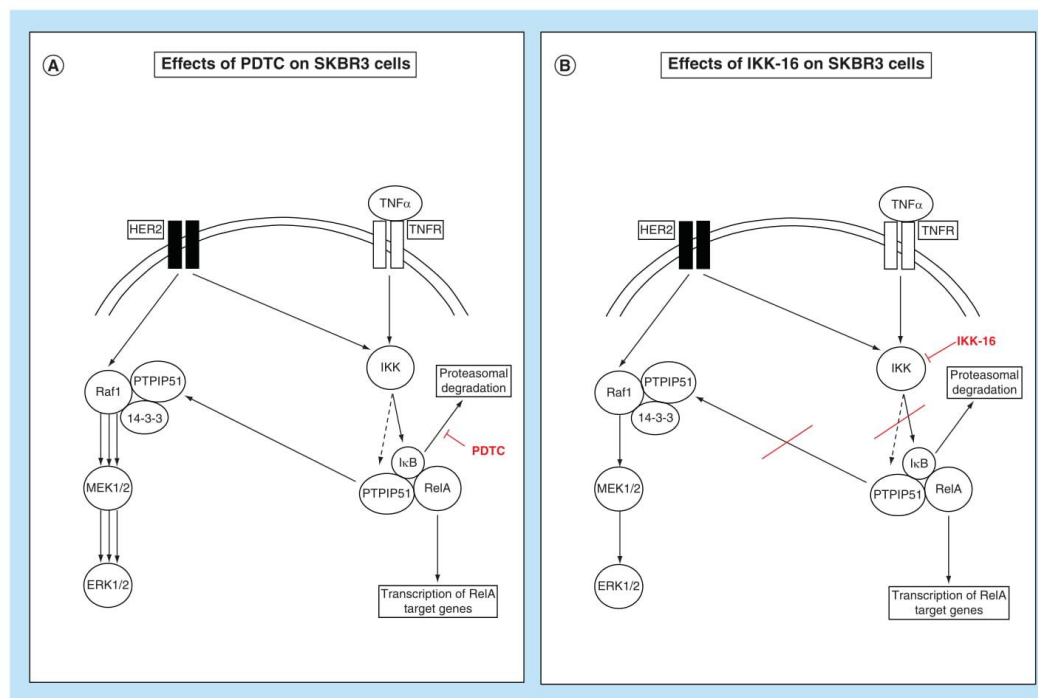 A
Effects of PDTC on SKBR3 cells
TNFα
HER2
TNFR
IKK
Raf1
PTPIP51
14-3-3
Proteasomal
degradation
PDTC
IκB
MEK1/2
PTPIP51
RelA
ERK1/2
Transcription of RelA
target genes
B
Effects of IKK-16 on SKBR3 cells
TNFα
HER2
TNFR
IKK-16
IKK
Raf1
PTPIP51
14-3-3
Proteasomal
degradation
IκB
MEK1/2
PTPIP51
RelA
ERK1/2
Transcription of RelA
target genes